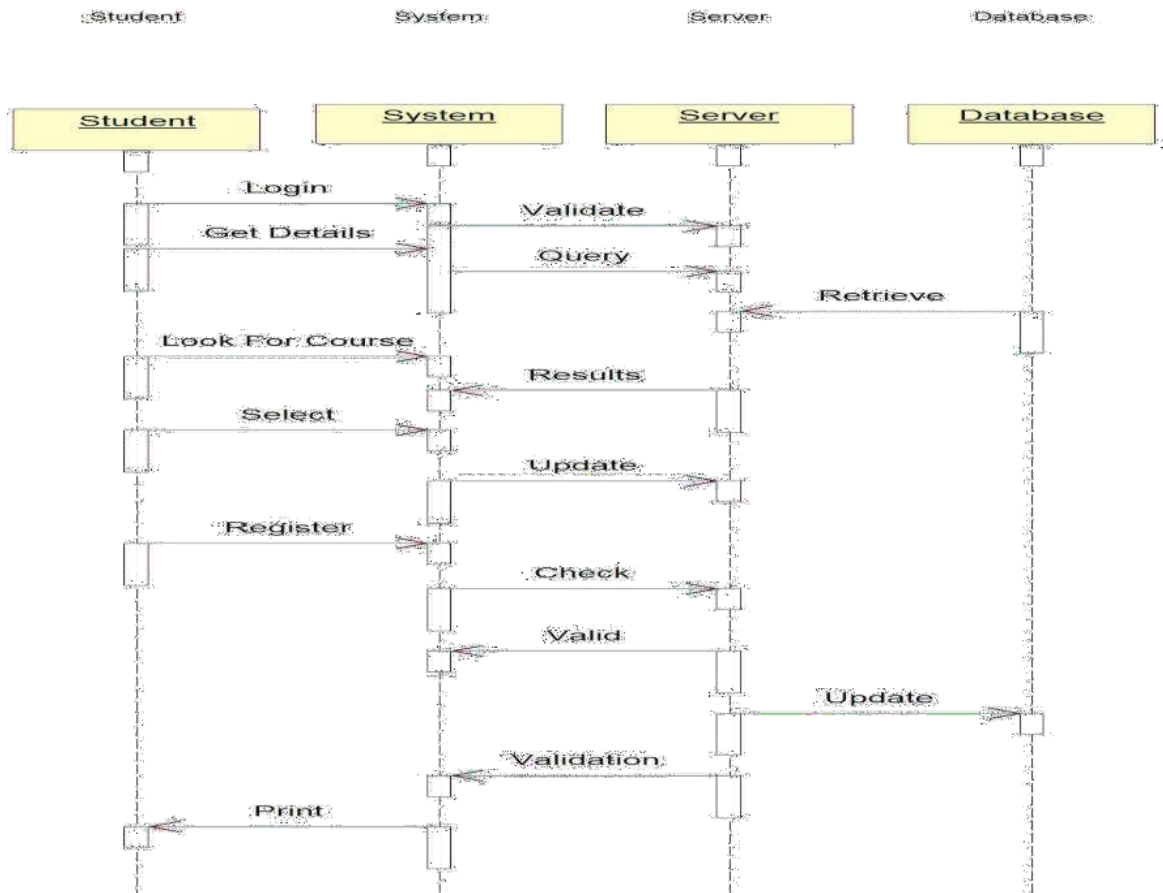 Student System Server Database
Student System Server Database
Login
Validate
Get Details
Query
Retrieve
Look For Course
Results
Select
Update
Register
Check
Valid
Update
Validation
Print